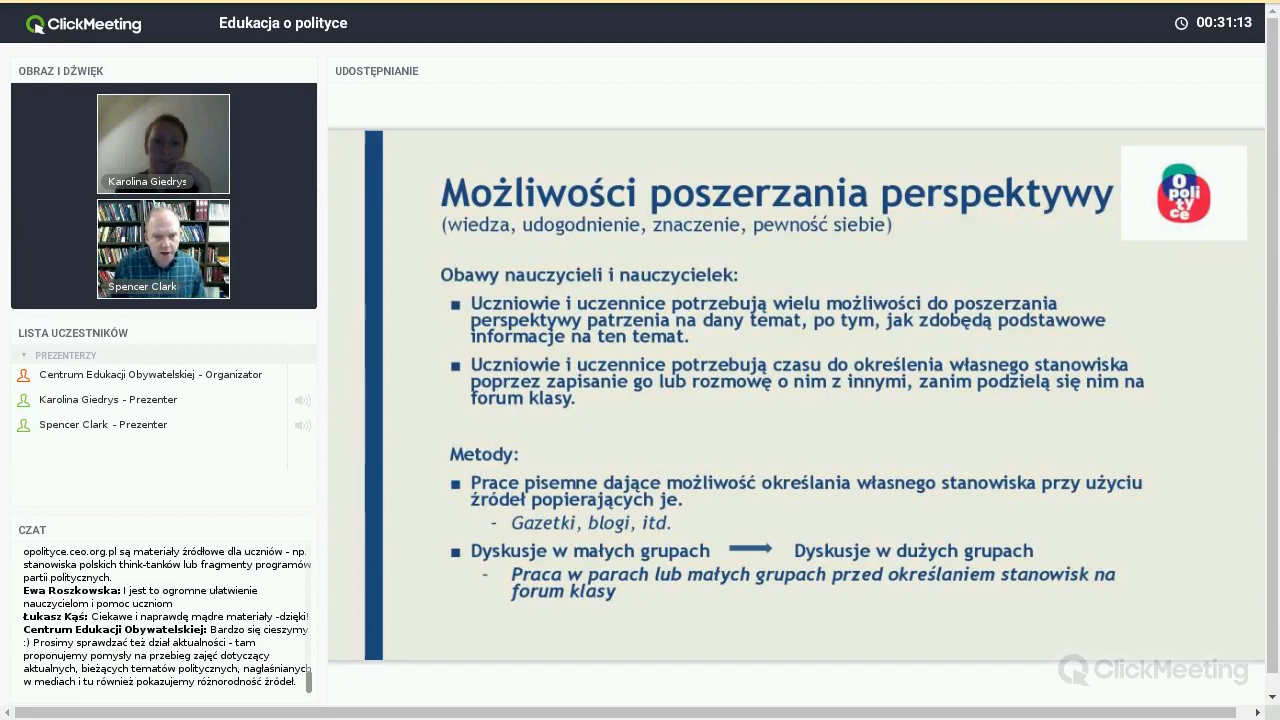 ClickMeeting
Edukacja o polityce
00:31:13
OBRAZ I DŹWIĘK
Karolina Giedrys
Spencer Clark
LISTA UCZESTNIKÓW
PREZENTERZY
Centrum Edukacji Obywatelskiej - Organizator
Karolina Giedrys - Prezenter
Spencer Clark - Prezenter
CZAT
opolityce.ceo.org.pl są materiały źródłowe dla uczniów - np.
stanowiska polskich think-tanków lub fragmenty programów
partii politycznych.
Ewa Roszkowska: I jest to ogromne ułatwienie
nauczycielom i pomoc uczniom
Łukasz Kąś: Ciekawe i naprawdę mądre materiały -dzięki!
Centrum Edukacji Obywatelskiej: Bardzo się cieszymy
:) Prosimy sprawdzać też dział aktualności - tam
proponujemy pomysły na przebieg zajęć dotyczący
aktualnych, bieżących tematów politycznych, nagłaśnianych
w mediach i tu również pokazujemy różnorodność źródeł.
UDOSTĘPNIANIE
Możliwości poszerzania perspektywy
(wiedza, udogodnienie, znaczenie, pewność siebie)
O
poli
ty
ce
Obawy nauczycieli i nauczycielek:
■ Uczniowie i uczennice potrzebują wielu możliwości do poszerzania
perspektywy patrzenia na dany temat, po tym, jak zdobędą podstawowe
informacje na ten temat.
■ Uczniowie i uczennice potrzebują czasu do określenia własnego stanowiska
poprzez zapisanie go lub rozmowę o nim z innymi, zanim podzielą się nim na
forum klasy.
Metody:
■ Prace pisemne dające możliwość określania własnego stanowiska przy użyciu
źródeł popierających je.
- Gazetki, blogi, itd.
■ Dyskusje w małych grupach → Dyskusje w dużych grupach
- Praca w parach lub małych grupach przed określaniem stanowisk na
forum klasy
ClickMeeting